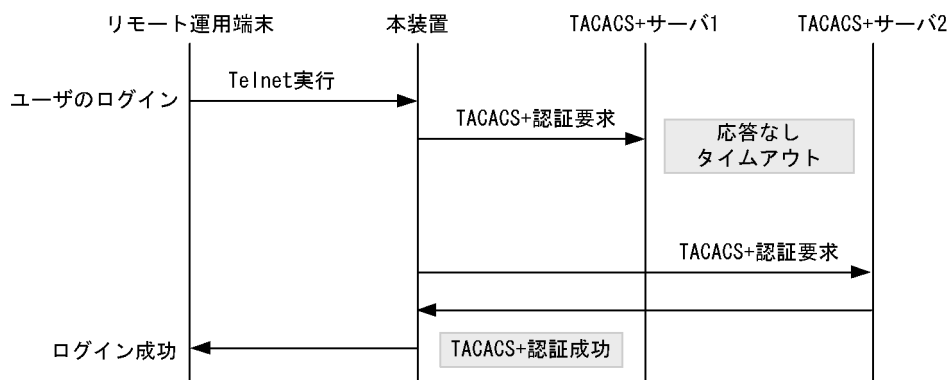 リモート運用端末
本装置
TACACS+サーバ1
TACACS+サーバ2
Telnet実行
ユーザのログイン
TACACS+認証要求
応答なし
タイムアウト
TACACS+認証要求
ログイン成功
TACACS+認証成功